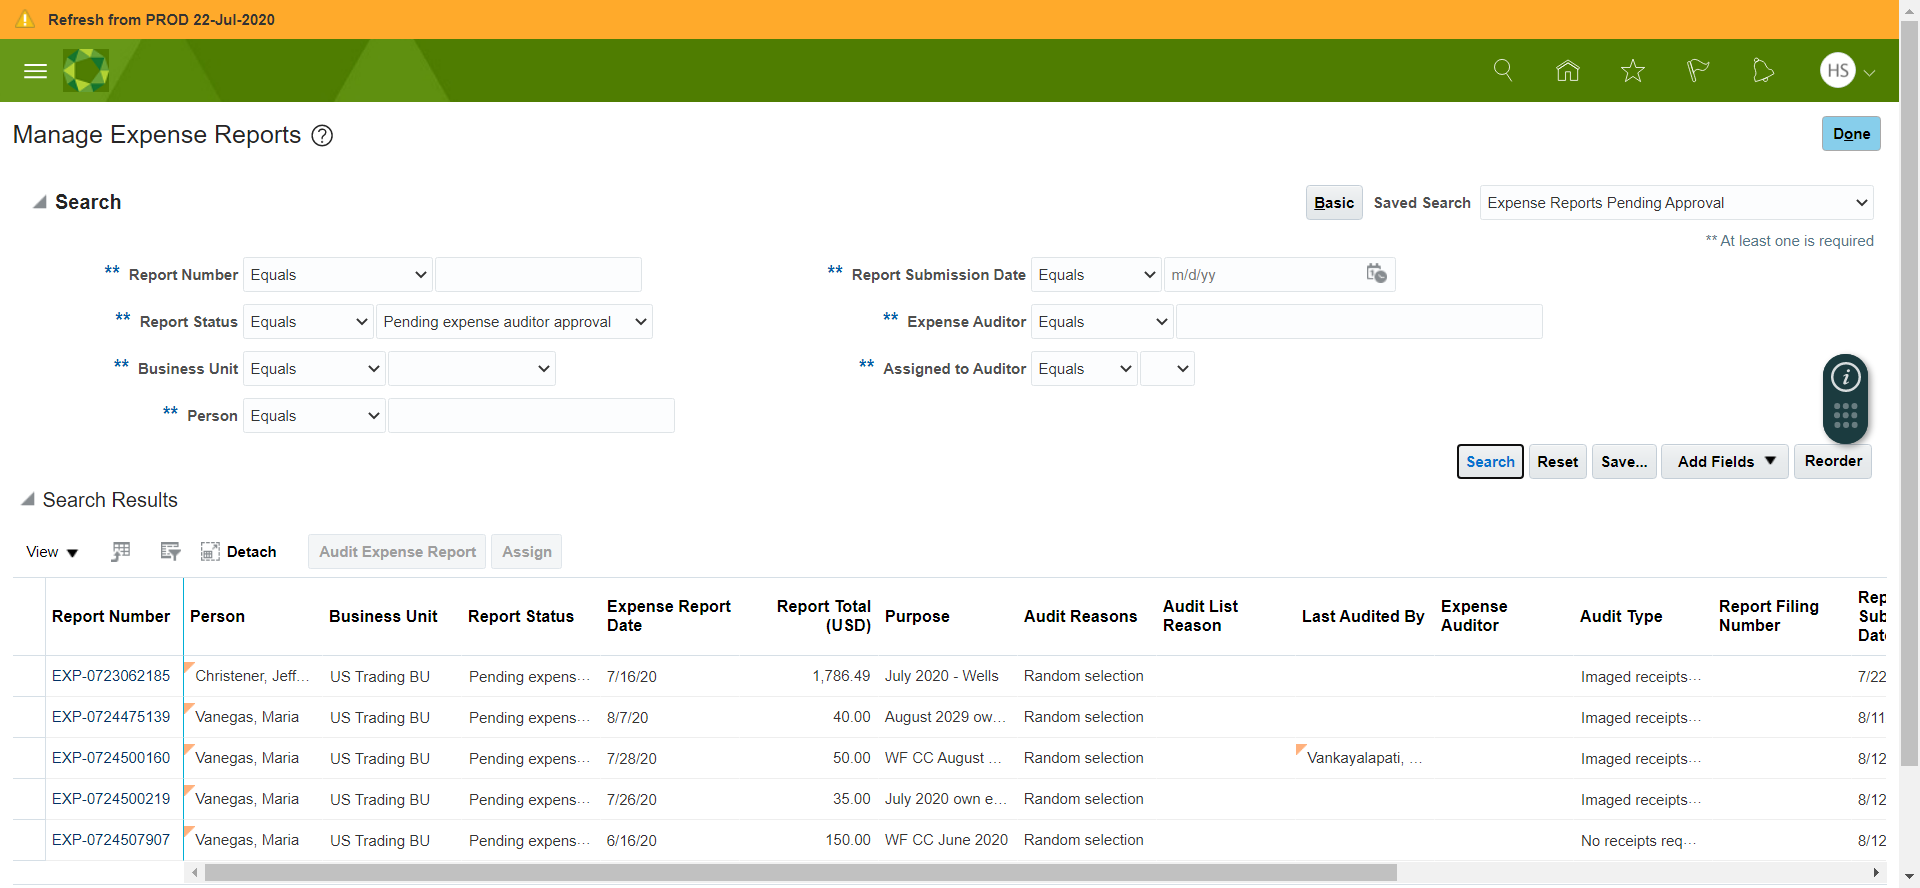 Refresh from PROD 22-Jul-2020
HS
Manage Expense Reports ?
Done
Search
Basic Saved Search Expense Reports Pending Approval
** At least one is required
** Report Number Equals
** Report Submission Date Equals m/d/yy
** Report Status Equals Pending expense auditor approval
** Expense Auditor Equals
** Business Unit Equals
** Assigned to Auditor Equals
** Person Equals
i
Search Reset Save... Add Fields Reorder
Search Results
View Detach Audit Expense Report Assign
Report Number Person Business Unit Report Status Expense Report Date Report Total (USD) Purpose Audit Reasons Audit List Reason Last Audited By Expense Auditor Audit Type Report Filing Number Rep Sub Date
EXP-0723062185 Christener, Jeff... US Trading BU Pending expens... 7/16/20 1,786.49 July 2020 - Wells Random selection Imaged receipts... 7/22
EXP-0724475139 Vanegas, Maria US Trading BU Pending expens... 8/7/20 40.00 August 2029 ow... Random selection Imaged receipts... 8/11
EXP-0724500160 Vanegas, Maria US Trading BU Pending expens... 7/28/20 50.00 WF CC August ... Random selection Vankayalapati, ... Imaged receipts... 8/12
EXP-0724500219 Vanegas, Maria US Trading BU Pending expens... 7/26/20 35.00 July 2020 own e... Random selection Imaged receipts... 8/12
EXP-0724507907 Vanegas, Maria US Trading BU Pending expens... 6/16/20 150.00 WF CC June 2020 Random selection No receipts req... 8/12